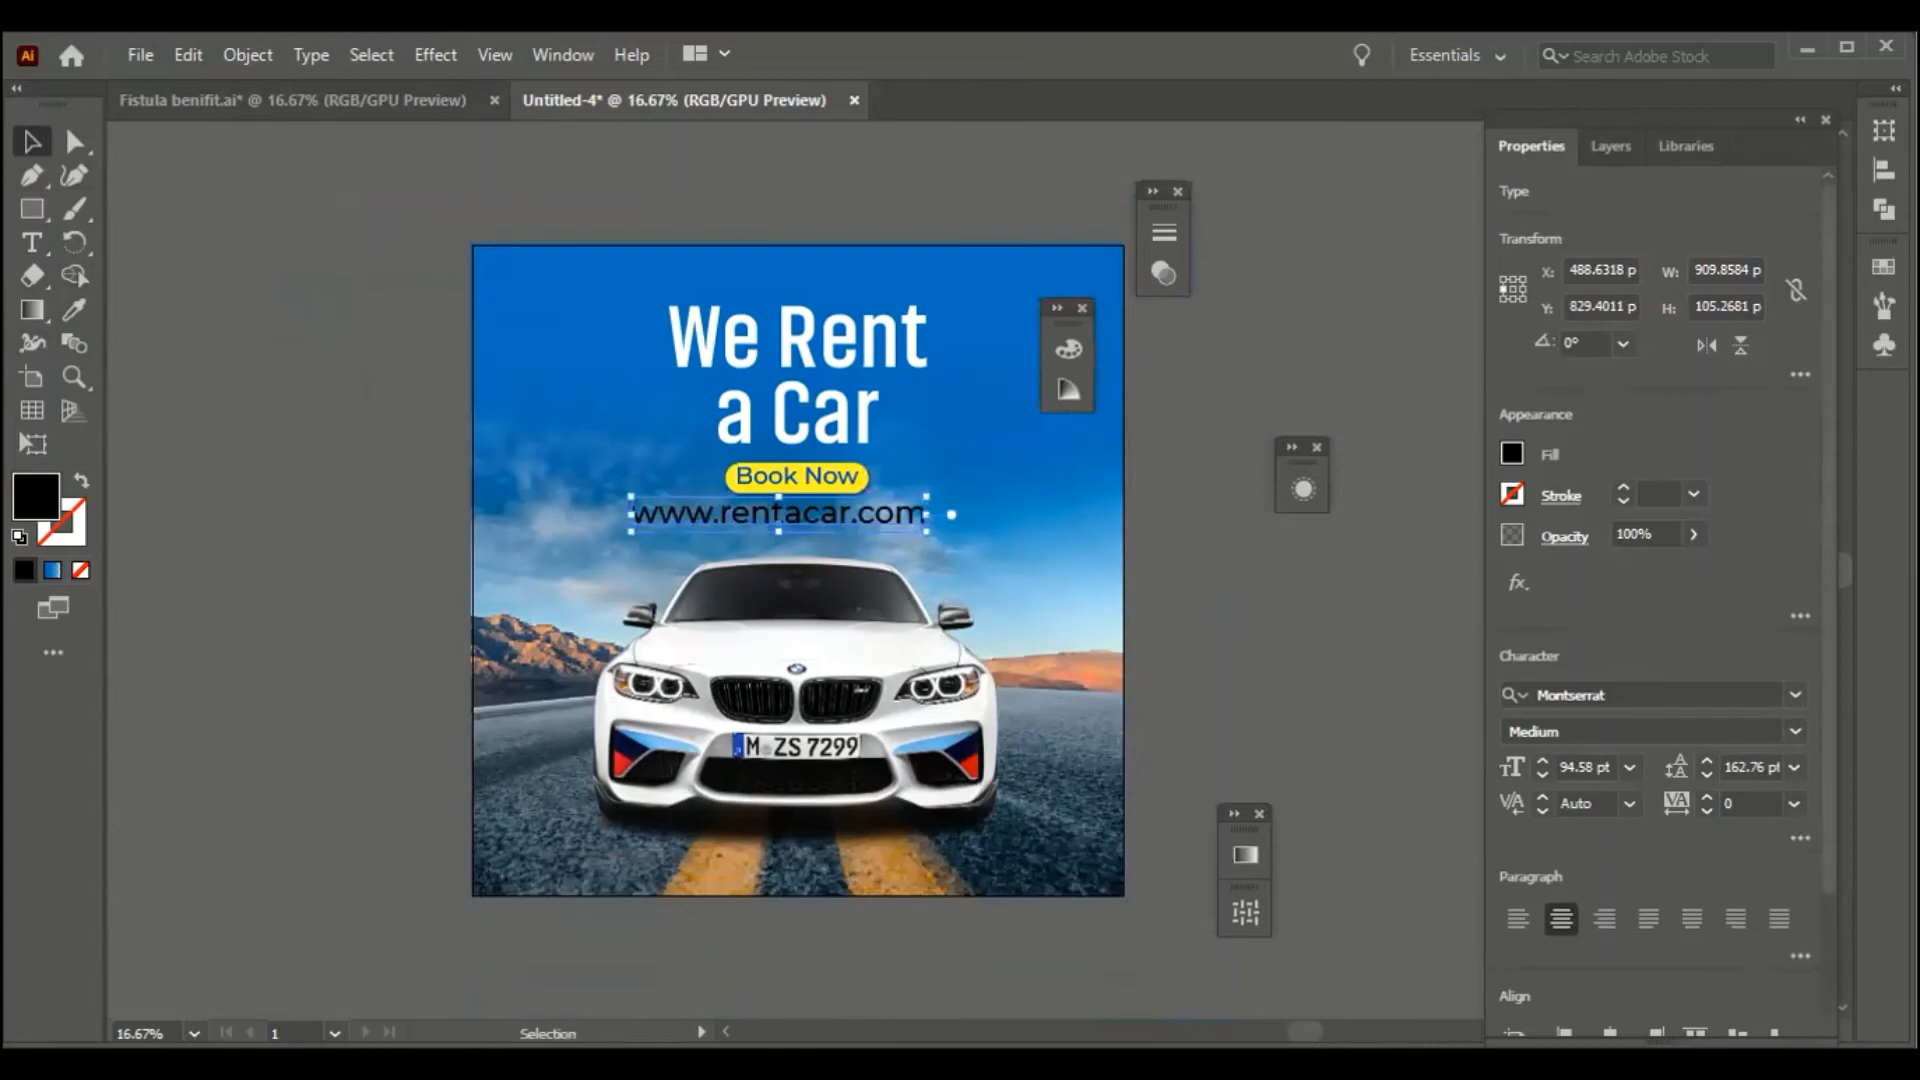 Ai File Edit Object Type Select Effect View Window Help Essentials Search Adobe Stock
Fistula benifit.ai* @ 16.67% (RGB/GPU Preview) Untitled-4* @ 16.67% (RGB/GPU Preview)
Properties Layers Libraries
Type
Transform
X: 488.6318 p W: 909.8584 p
Y: 829.4011 p H: 105.2681 p
0°
Appearance
Fill
Stroke
Opacity 100%
fx.
Character
Montserrat
Medium
94.58 pt 162.76 pt
Auto 0
Paragraph
Align
We Rent
a Car
Book Now
www.rentacar.com
M ZS 7299
16.67% 1 Selection